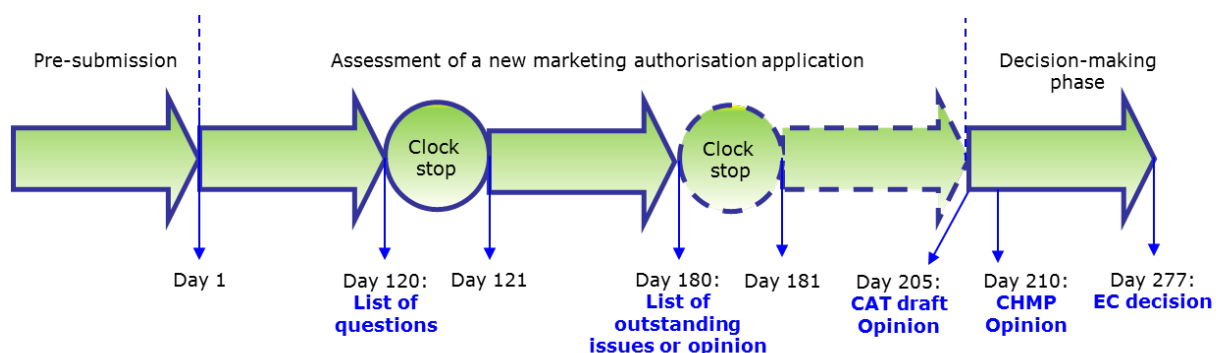 Pre-submission
Assessment of a new marketing authorisation application
Decision-making
phase
Clock
stop
Clock
stop
Day 1
Day 120:
List of
questions
Day 121
Day 180:
List of
outstanding
issues or opinion
Day 181
Day 205:
CAT draft
Opinion
Day 210:
CHMP
Opinion
Day 277:
EC decision